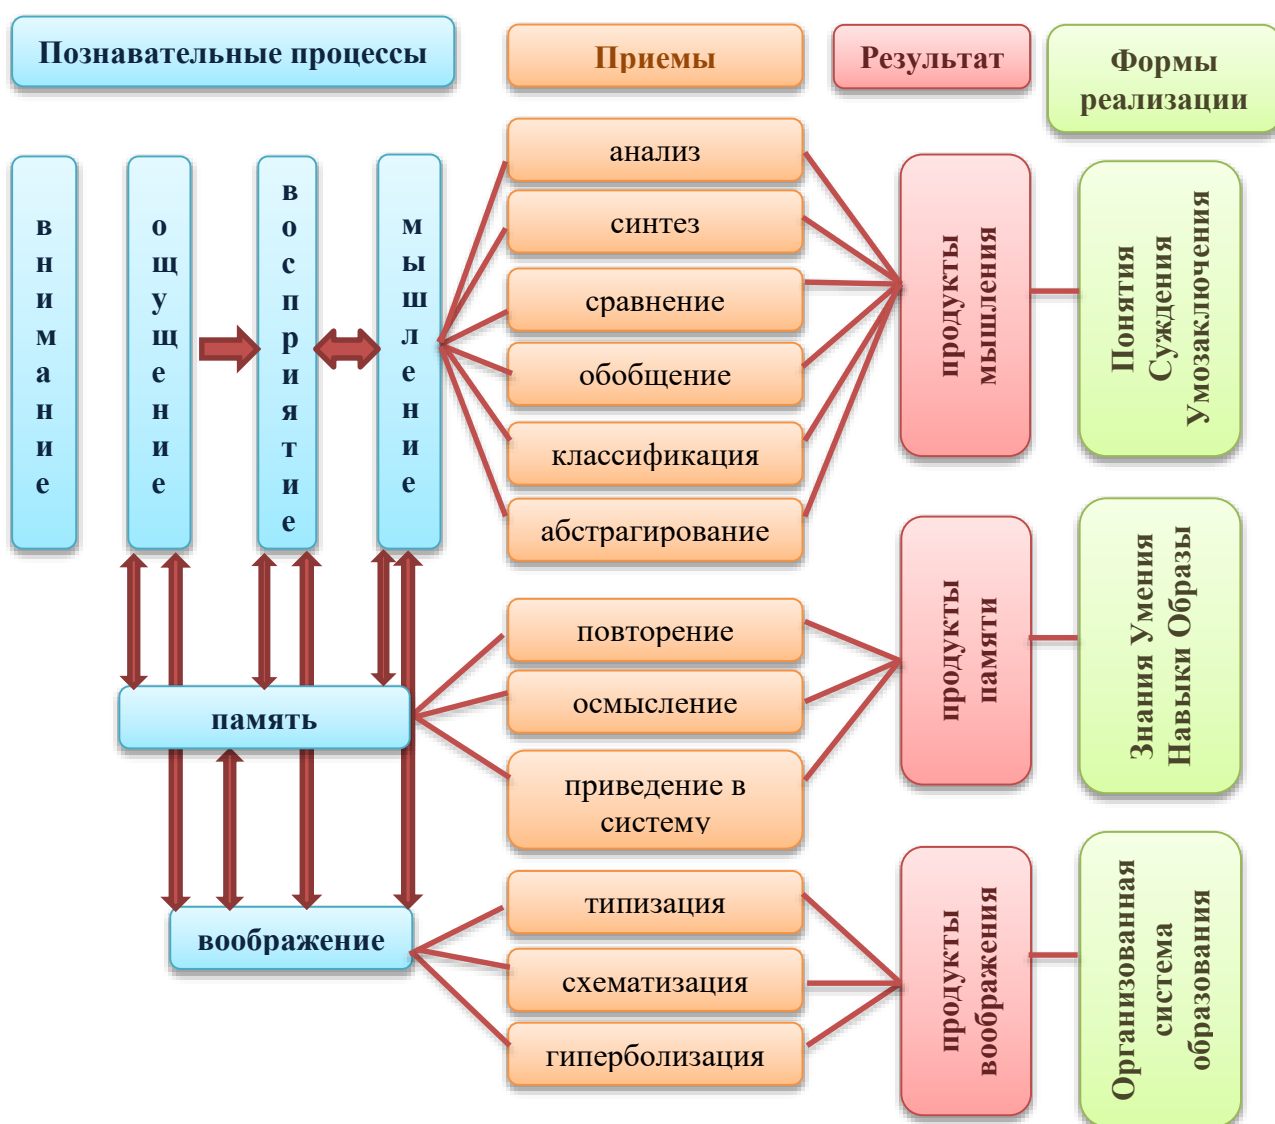 Познавательные процессы
Приемы
Результат
Формы
реализации
внимание
ощущение
восприятие
мышление
анализ
синтез
сравнение
обобщение
классификация
абстрагирование
продукты
мышления
Понятия
Суждения
Умозаключения
память
повторение
осмысление
приведение в
систему
продукты
памяти
Знания Умения
Навыки Образы
воображение
типизация
схематизация
гиперболизация
продукты
воображения
Организованная
система
образования